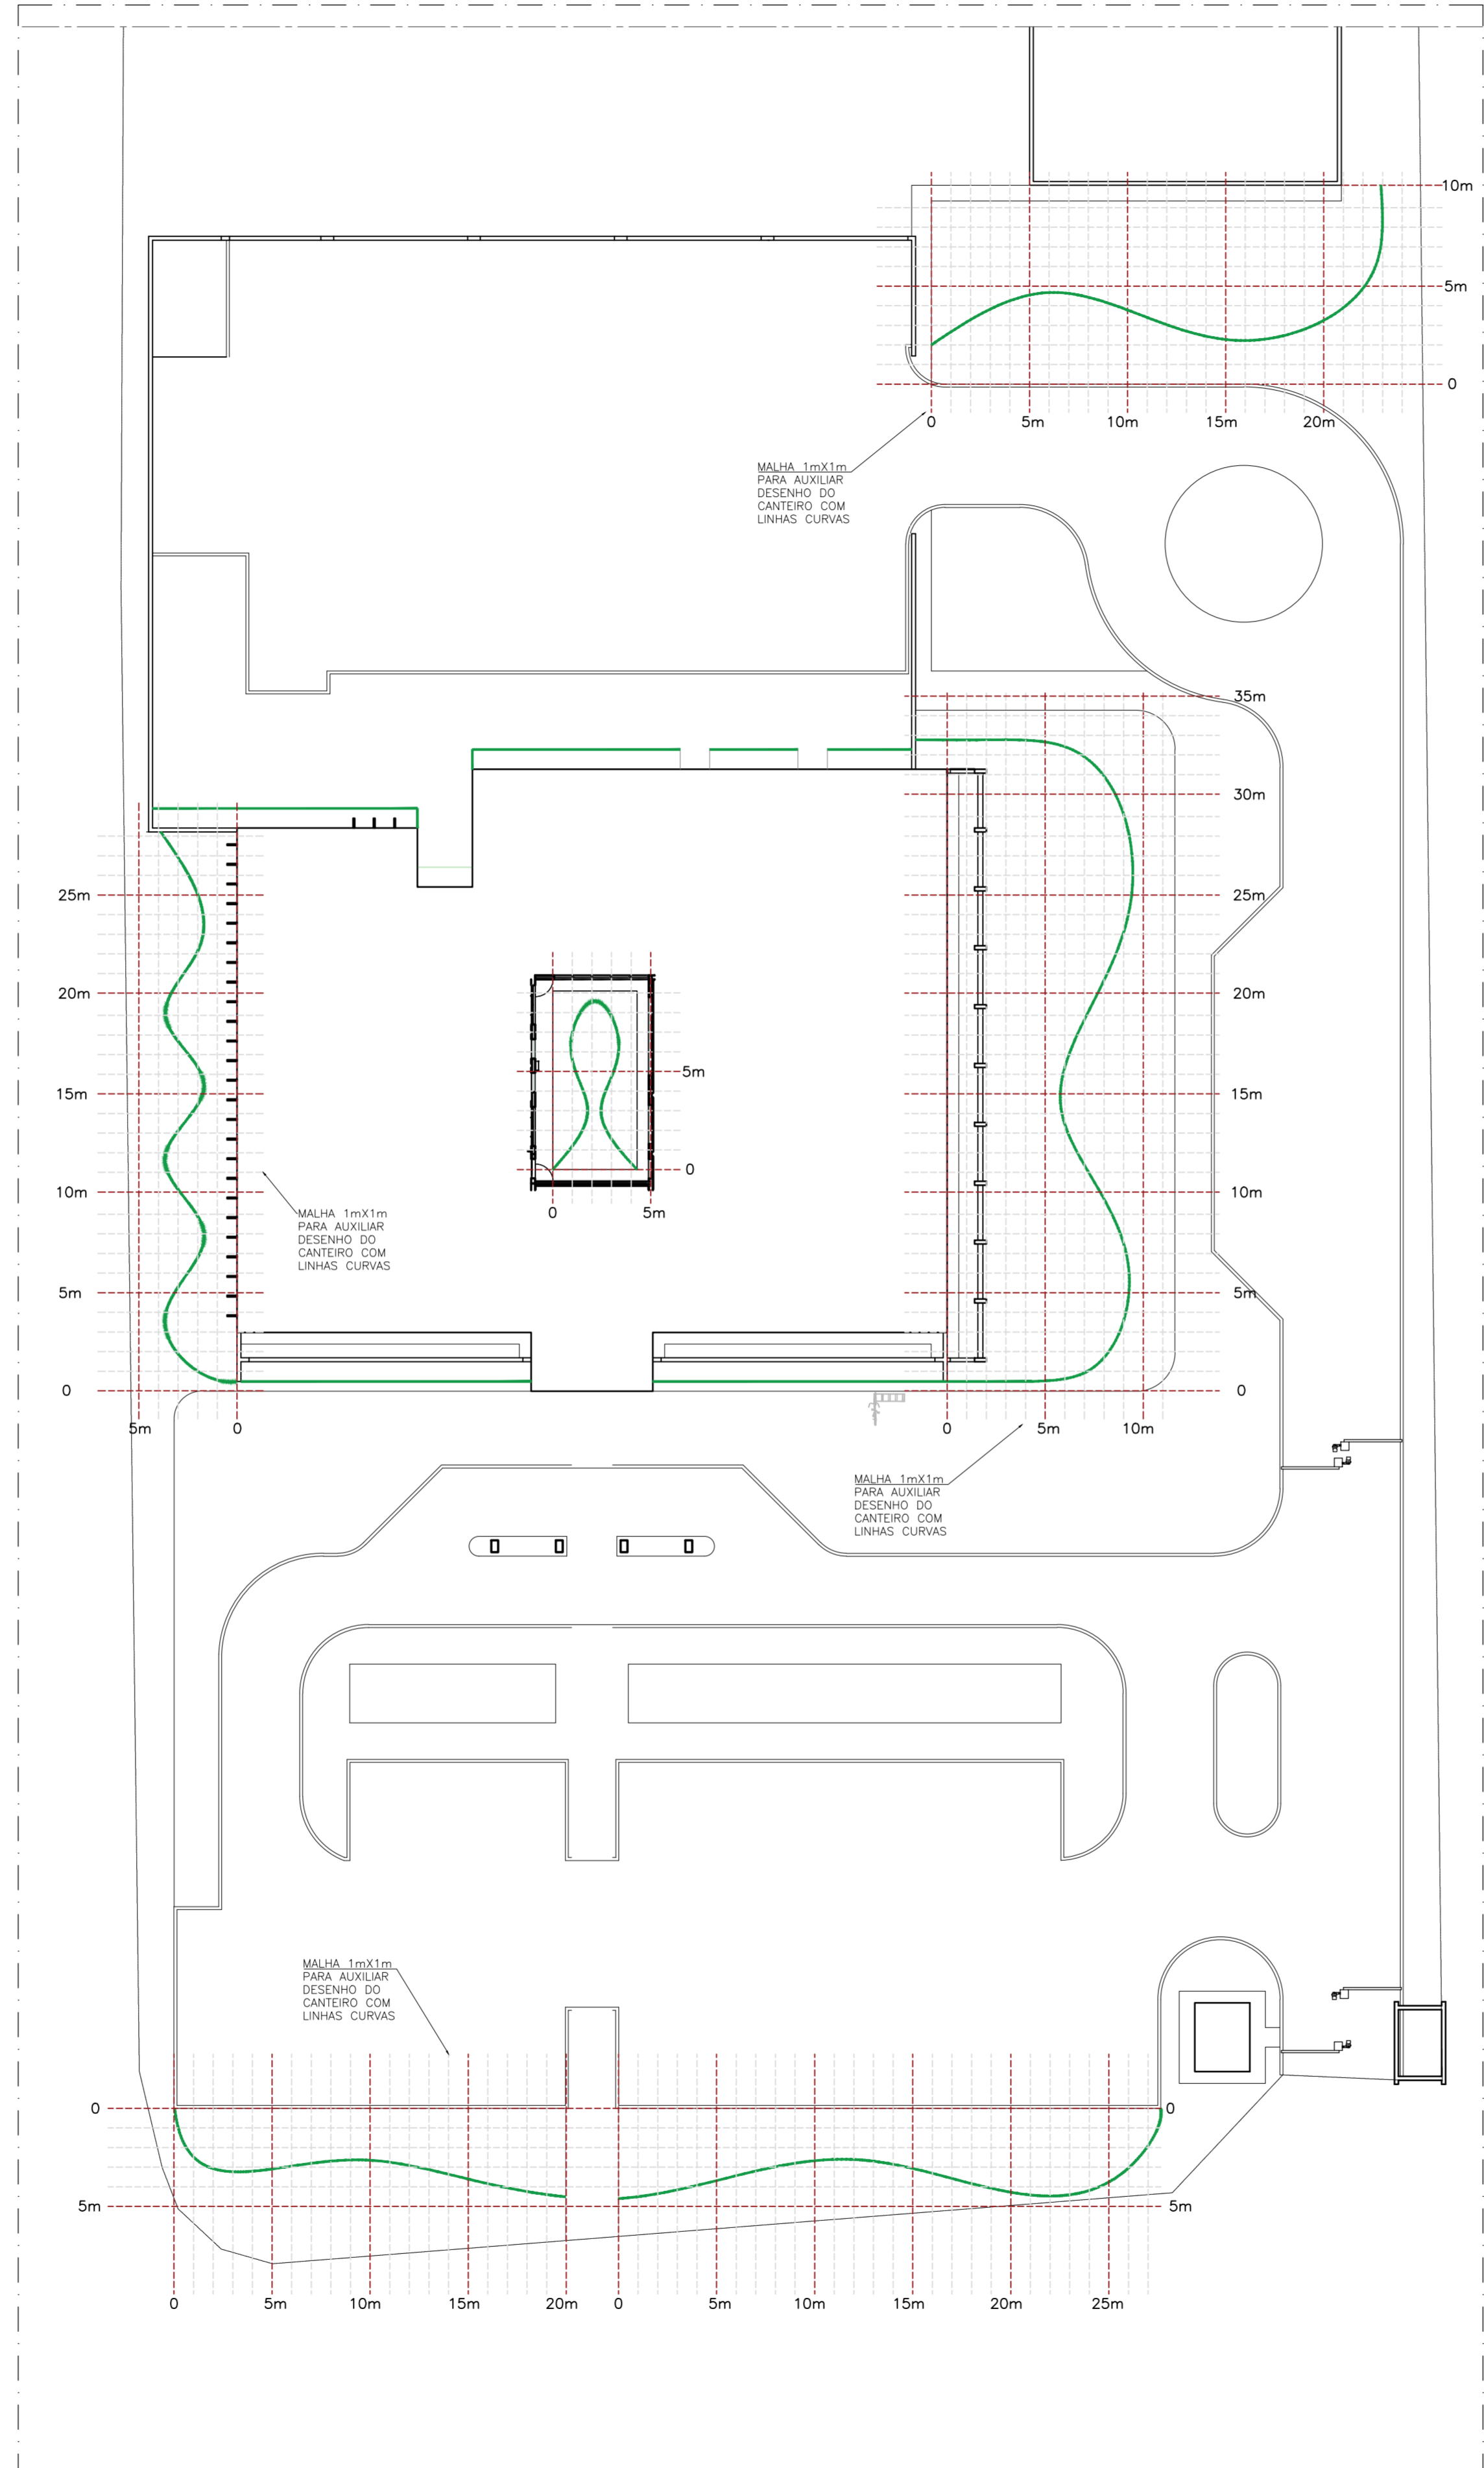 10m
5m
0
0 5m 10m 15m 20m
MALHA 1mX1m
PARA AUXILIAR
DESENHO DO
CANTEIRO COM
LINHAS CURVAS
35m
30m
25m
25m
20m
20m
5m
15m
15m
0
10m
10m
0 5m
MALHA 1mX1m
PARA AUXILIAR
DESENHO DO
CANTEIRO COM
LINHAS CURVAS
5m
5m
0
0
5m 0
0 5m 10m
MALHA 1mX1m
PARA AUXILIAR
DESENHO DO
CANTEIRO COM
LINHAS CURVAS
MALHA 1mX1m
PARA AUXILIAR
DESENHO DO
CANTEIRO COM
LINHAS CURVAS
0
0
5m
5m
0 5m 10m 15m 20m 0 5m 10m 15m 20m 25m